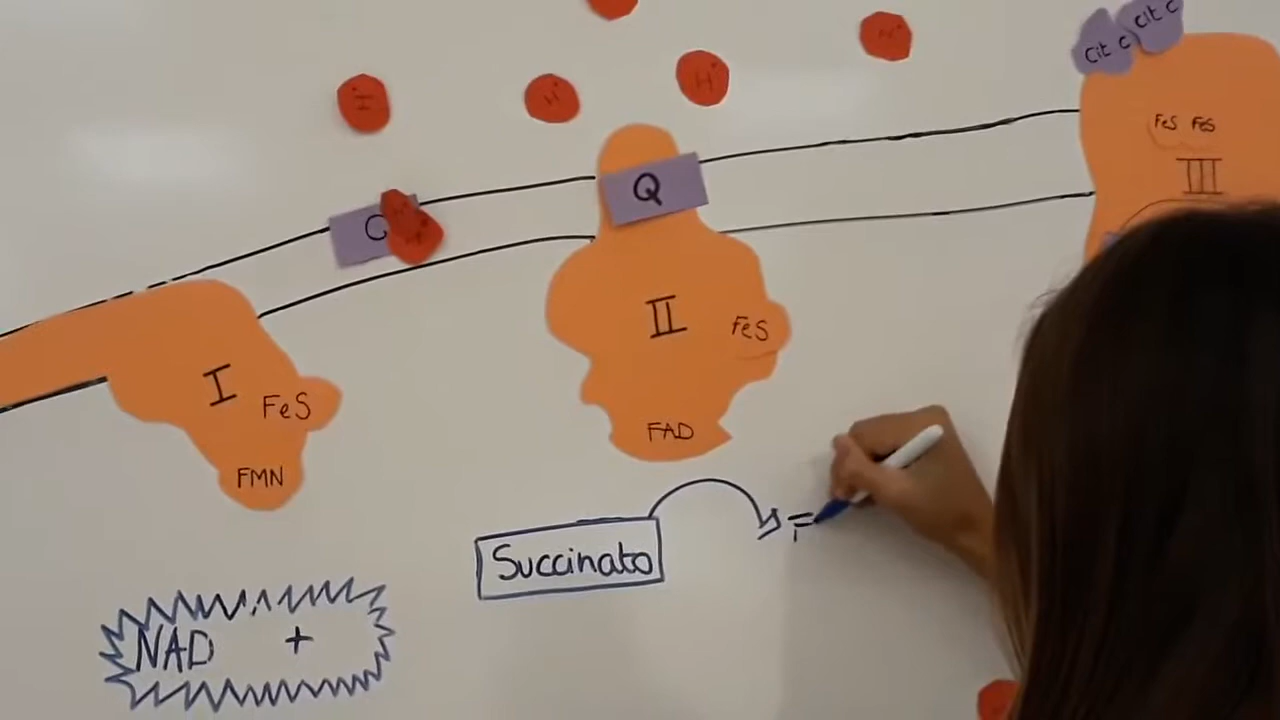 cit c
cit c
H⁺
H⁺
FeS FeS
III
Q
II
FeS
I
FeS
FAD
FMN
Succinato
F
NAD +